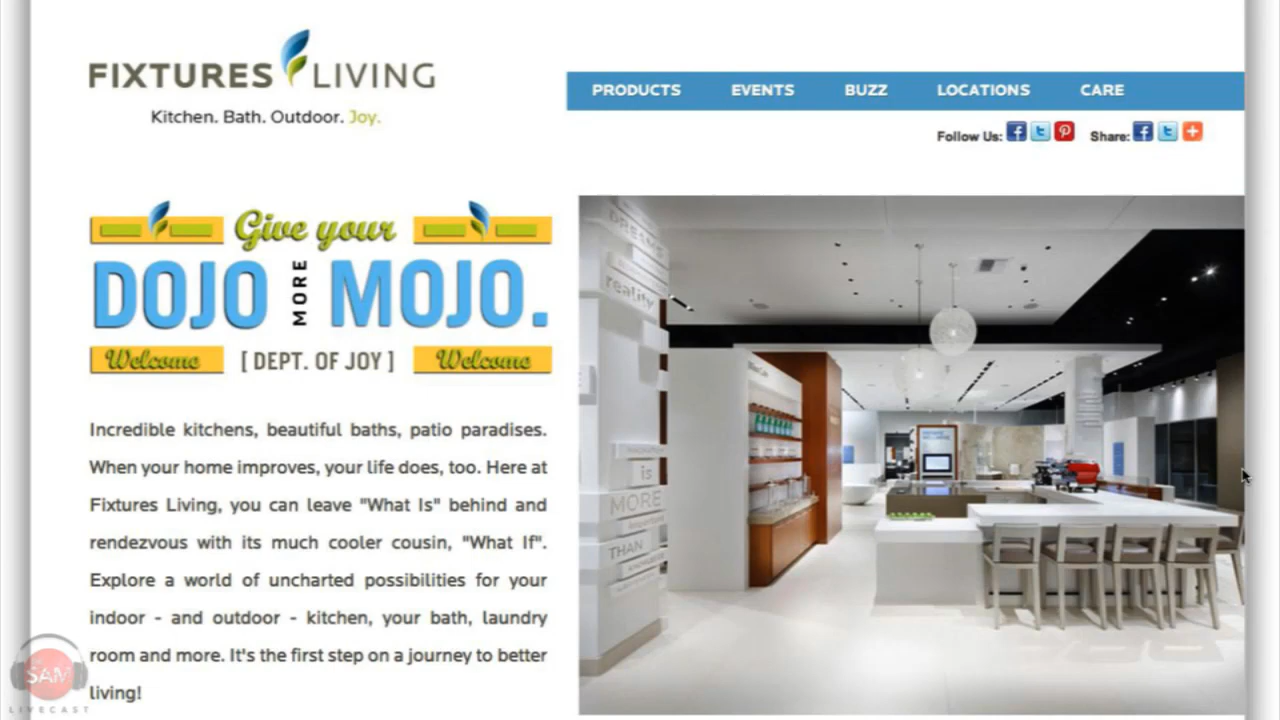 FIXTURES LIVING
Kitchen. Bath. Outdoor. Joy.
PRODUCTS EVENTS BUZZ LOCATIONS CARE
Follow Us: Share:
Give your
DOJO MORE MOJO.
Welcome [ DEPT. OF JOY ] Welcome
Incredible kitchens, beautiful baths, patio paradises.
When your home improves, your life does, too. Here at
Fixtures Living, you can leave "What Is" behind and
rendezvous with its much cooler cousin, "What If".
Explore a world of uncharted possibilities for your
indoor - and outdoor - kitchen, your bath, laundry
room and more. It's the first step on a journey to better
living!
DREAMS
reality
is
MORE
THAN
SAM
LIVECAST